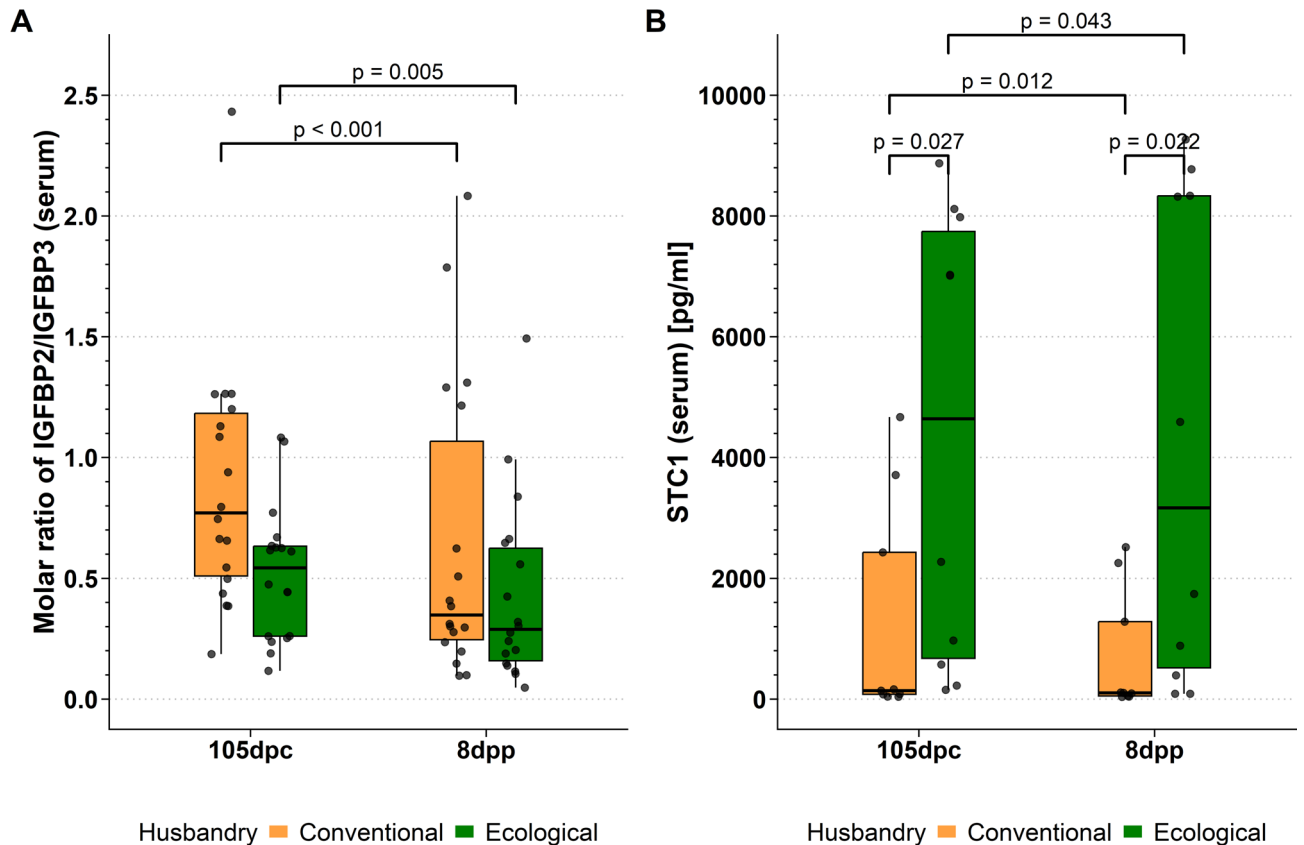 A
Molar ratio of IGFBP2/IGFBP3 (serum)
2.5
2.0
1.5
1.0
0.5
0.0
p = 0.005
p < 0.001
105dpc
8dpp
Husbandry Conventional Ecological
B
STC1 (serum) [pg/ml]
10000
8000
6000
4000
2000
0
p = 0.043
p = 0.012
p = 0.027
p = 0.022
105dpc
8dpp
Husbandry Conventional Ecological